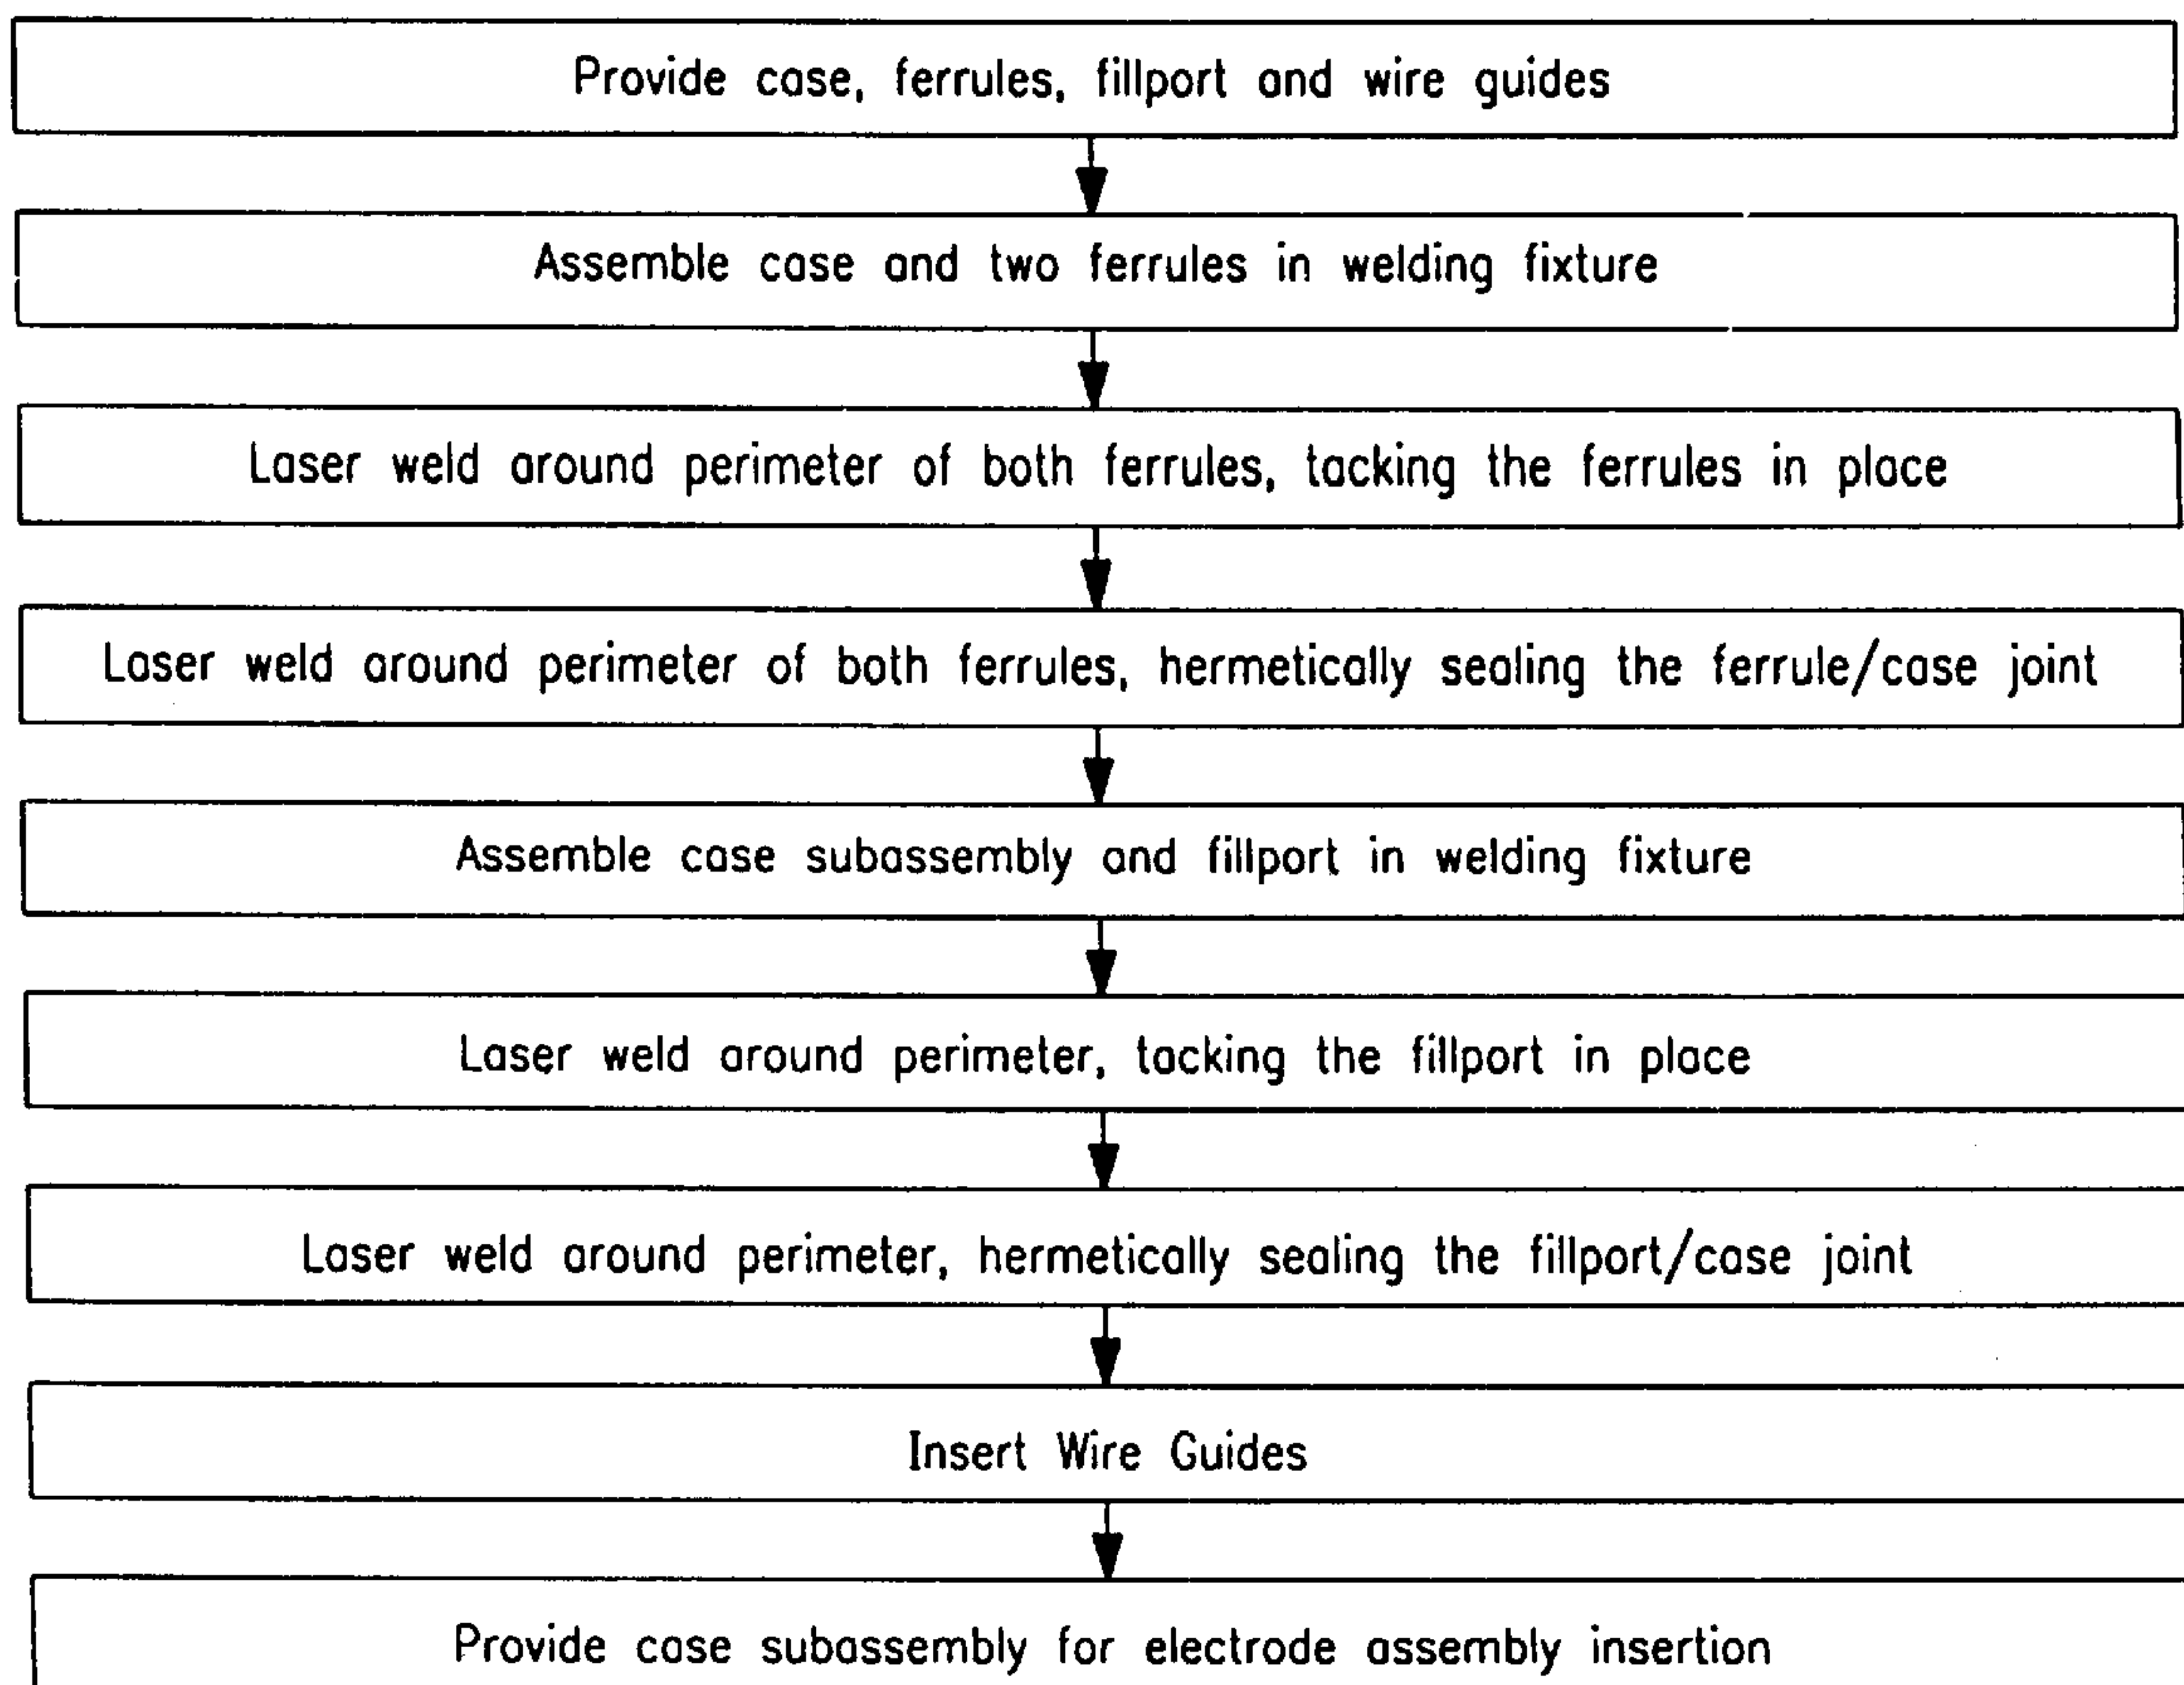 Provide case, ferrules, fillport and wire guides
Assemble case and two ferrules in welding fixture
Laser weld around perimeter of both ferrules, tacking the ferrules in place
Laser weld around perimeter of both ferrules, hermetically sealing the ferrule/case joint
Assemble case subassembly and fillport in welding fixture
Laser weld around perimeter, tacking the fillport in place
Laser weld around perimeter, hermetically sealing the fillport/case joint
Insert Wire Guides
Provide case subassembly for electrode assembly insertion